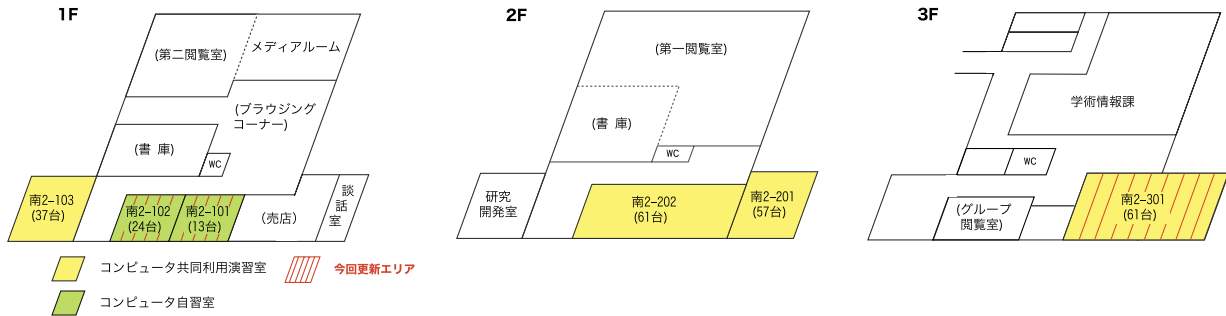 1F
(第二閲覧室)
メディアルーム
(ブラウジング
コーナー)
(書 庫)
WC
南2−103
(37台)
南2−102
(24台)
南2−101
(13台)
(売店)
談話室
コンピュータ共同利用演習室
今回更新エリア
コンピュータ自習室
2F
(第一閲覧室)
(書 庫)
WC
研究
開発室
南2−202
(61台)
南2−201
(57台)
3F
学術情報課
WC
(グループ
閲覧室)
南2−301
(61台)